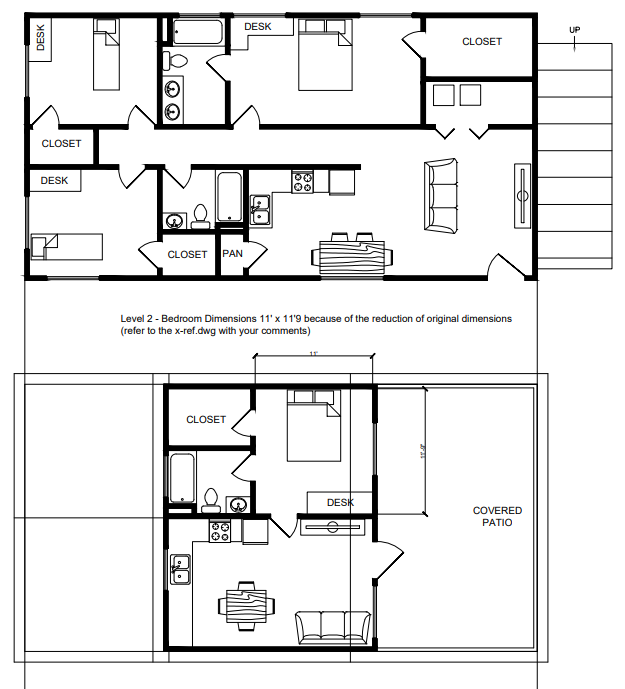 DESK
DESK
CLOSET
UP
CLOSET
DESK
CLOSET
PAN
Level 2 - Bedroom Dimensions 11' x 11'9 because of the reduction of original dimensions
(refer to the x-ref.dwg with your comments)
11'
CLOSET
11'-9"
DESK
COVERED
PATIO